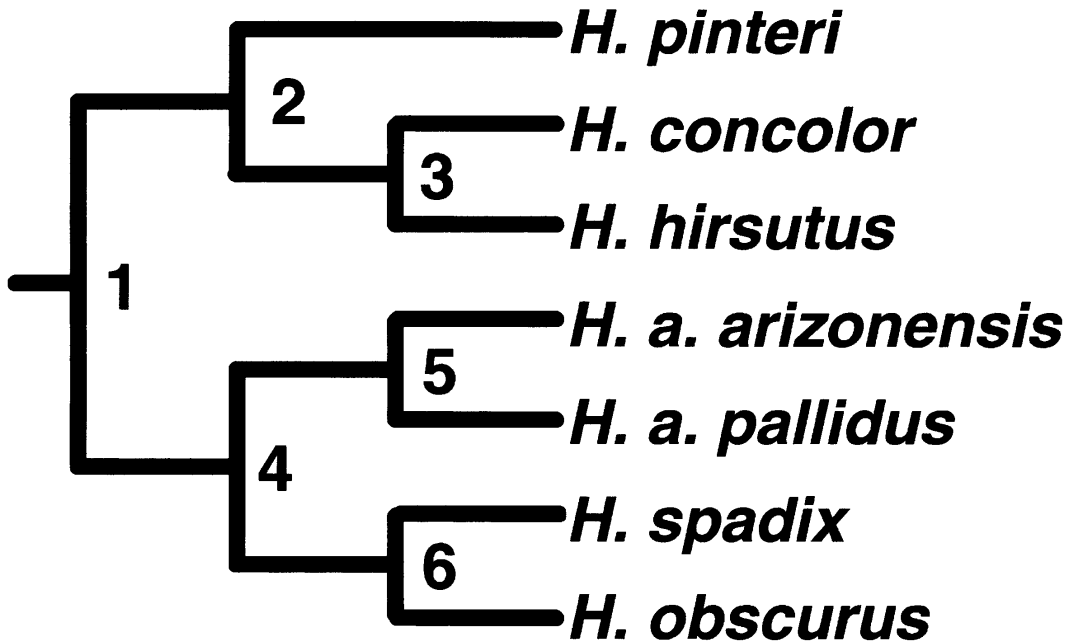 H. pinteri
2
H. concolor
3
H. hirsutus
1
H. a. arizonensis
5
H. a. pallidus
4
H. spadix
6
H. obscurus